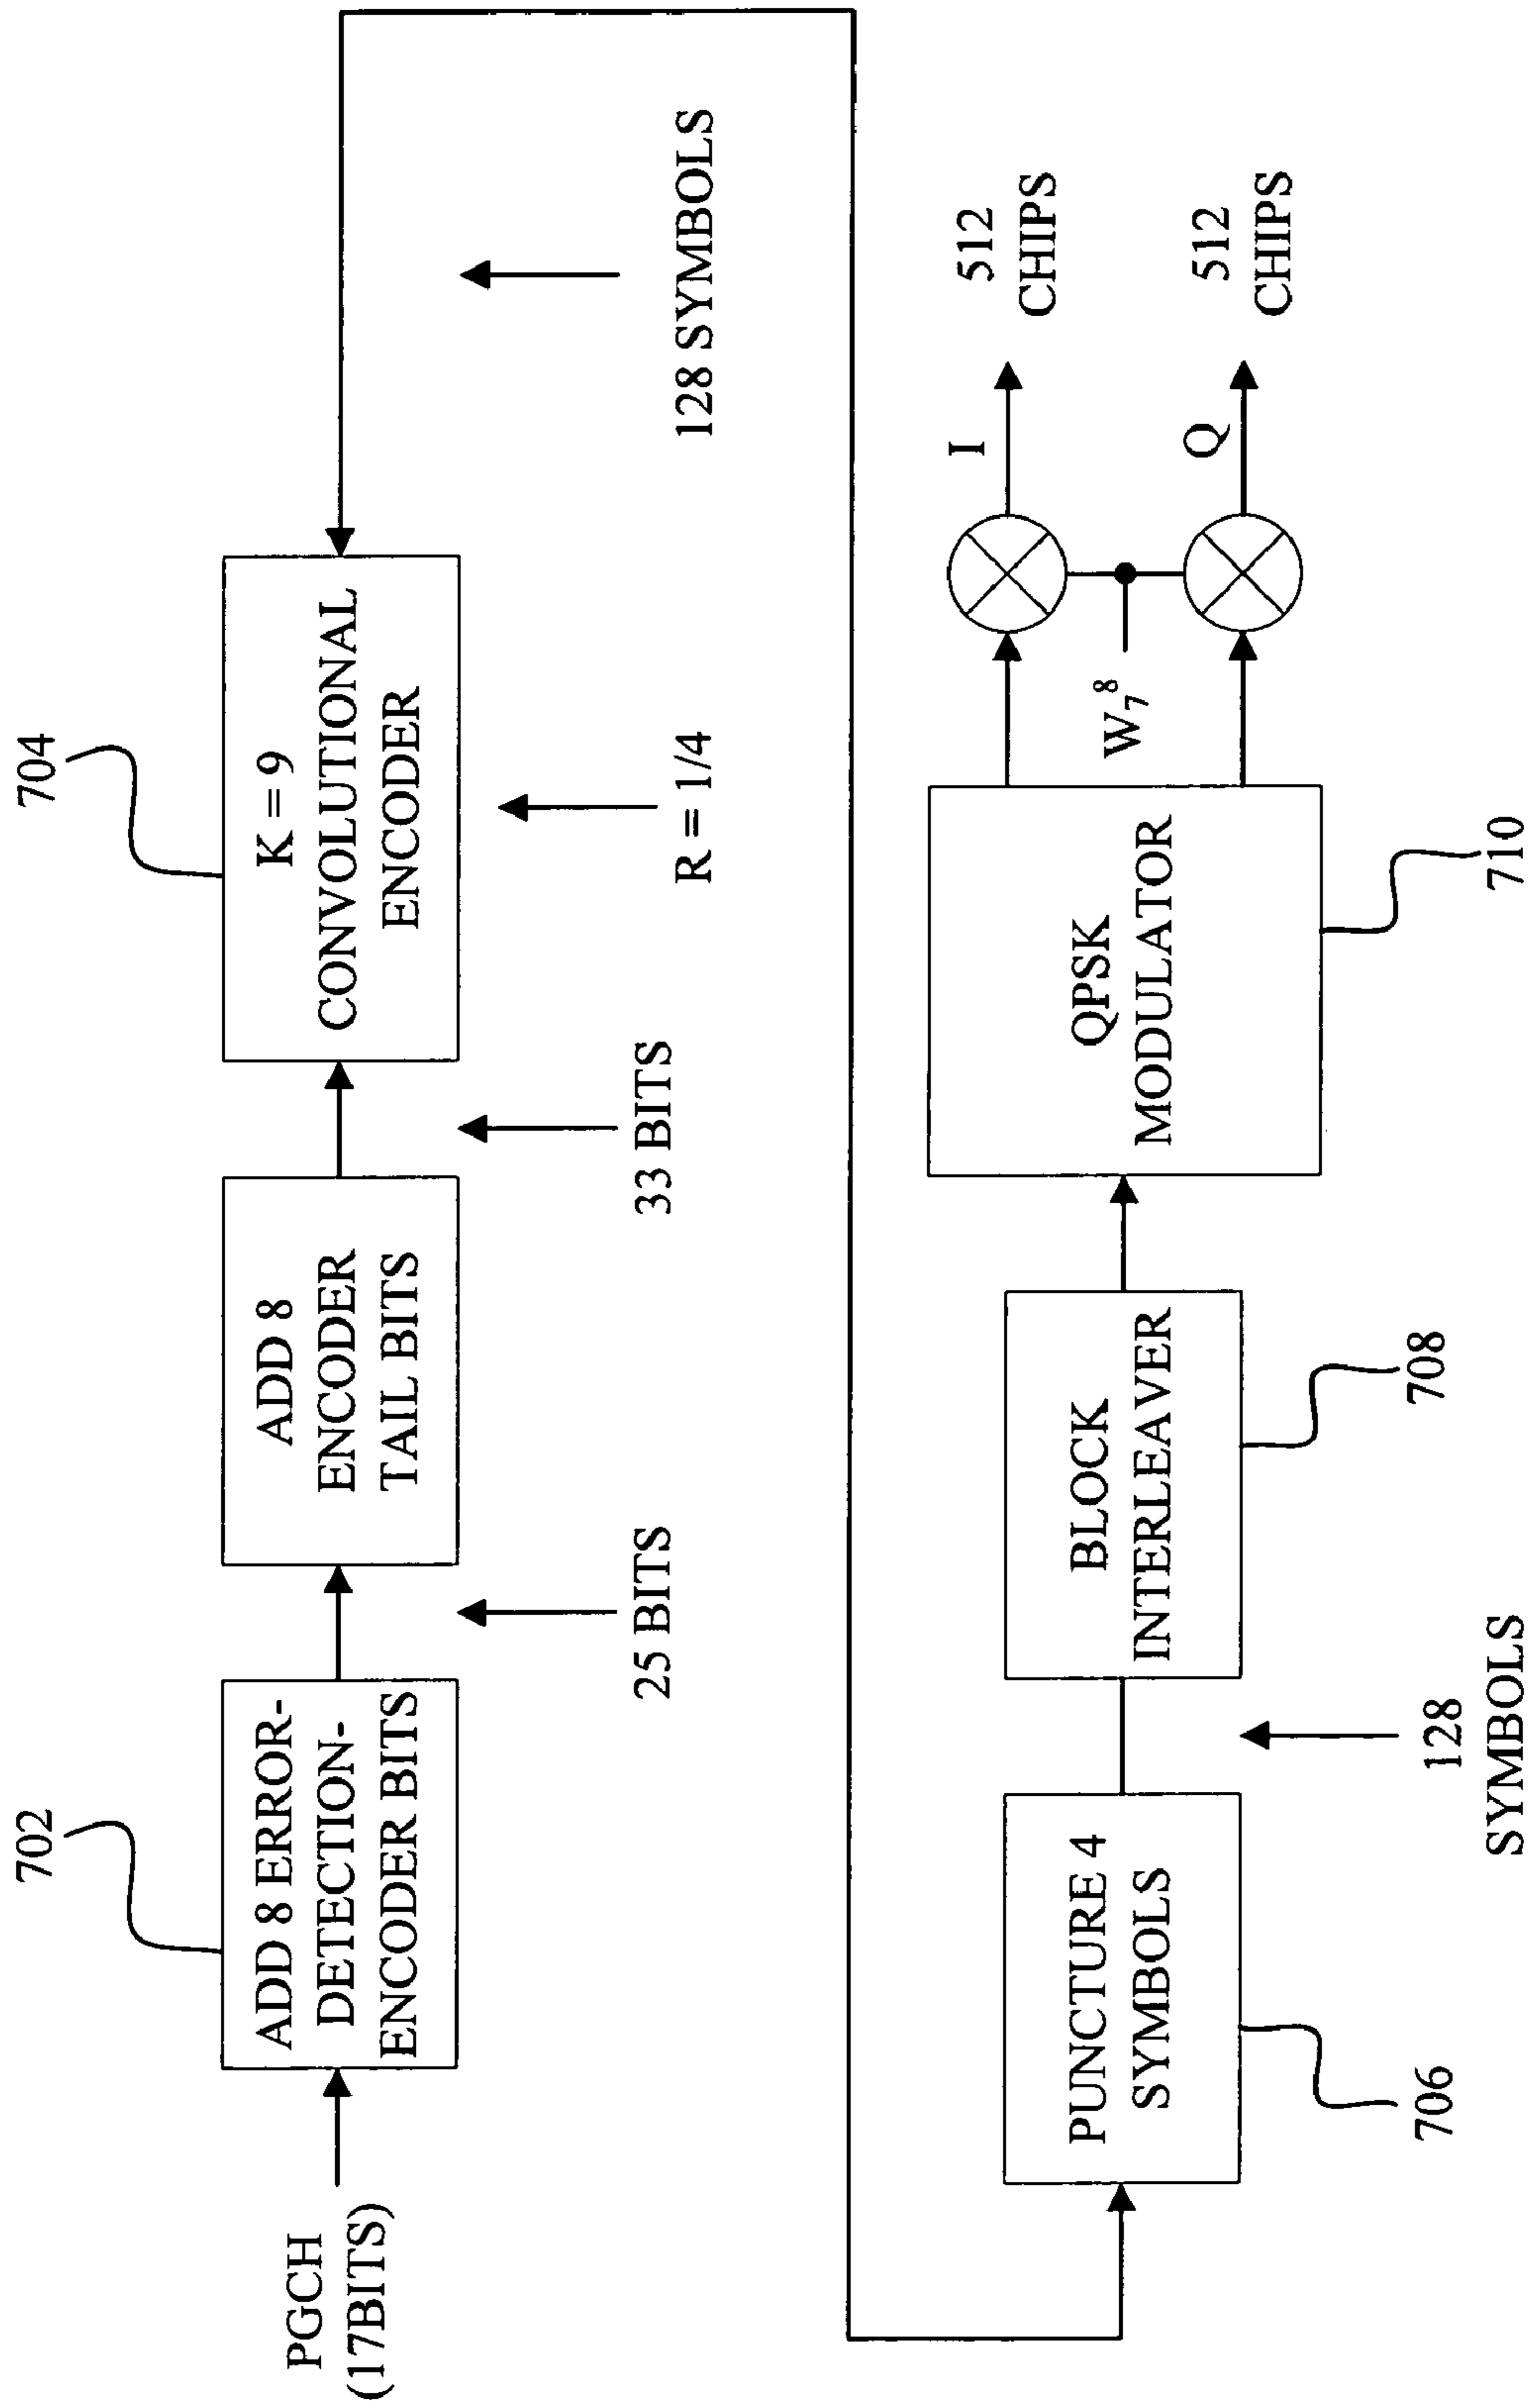 702
704
PGCH
(17BITS)
ADD 8 ERROR-
DETECTION-
ENCODER BITS
ADD 8
ENCODER
TAIL BITS
K = 9
CONVOLUTIONAL
ENCODER
25 BITS
33 BITS
R = 1/4
128 SYMBOLS
PUNCTURE 4
SYMBOLS
BLOCK
INTERLEAVER
QPSK
MODULATOR
W₇⁸
I
Q
512
CHIPS
512
CHIPS
706
128
SYMBOLS
708
710